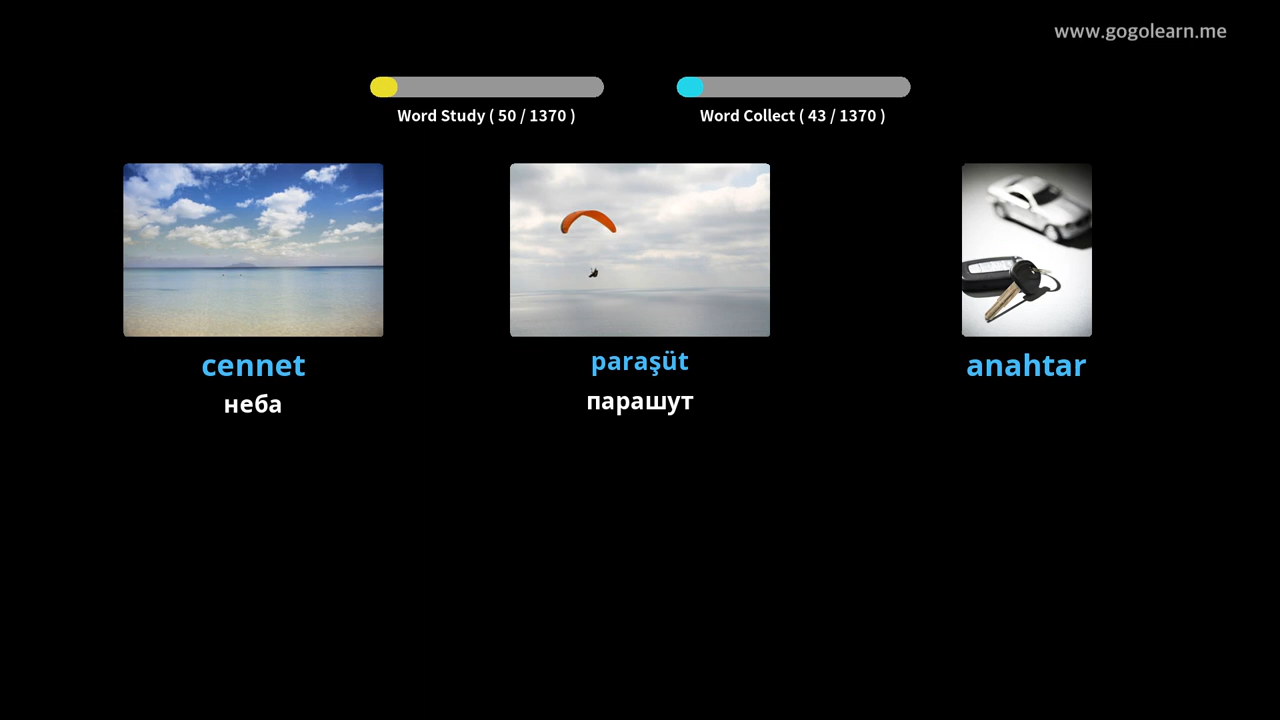 www.gogolearn.me
Word Study ( 50 / 1370 )
Word Collect ( 43 / 1370 )
cennet
неба
paraşüt
парашут
anahtar